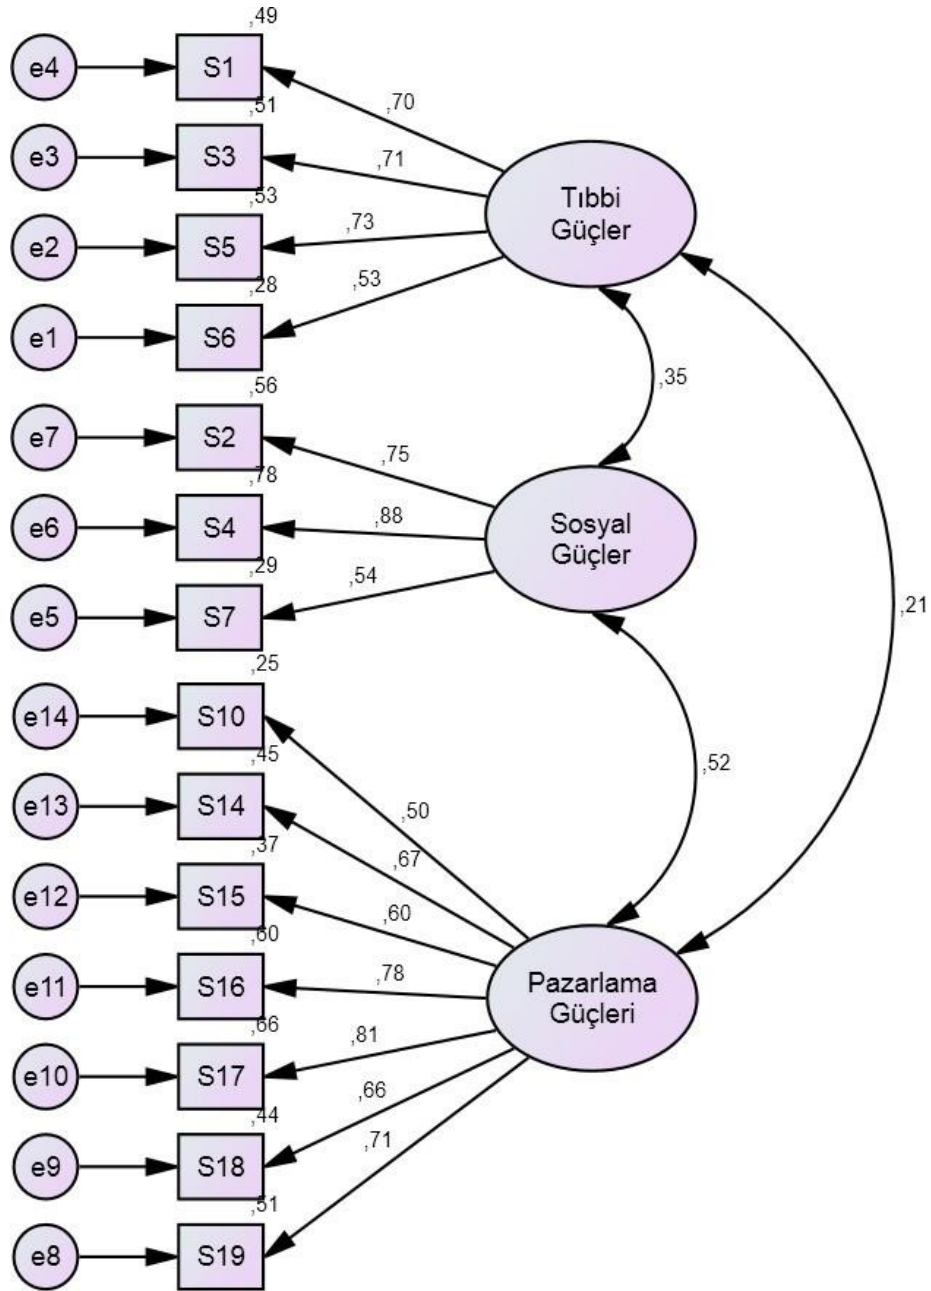 ,49
e4
S1
,70
,51
e3
S3
,71
Tıbbi
Güçler
,53
e2
S5
,73
,28
e1
S6
,53
,35
,56
e7
S2
,75
,78
e6
S4
,88
Sosyal
Güçler
,29
e5
S7
,54
,21
,25
e14
S10
,52
,45
e13
S14
,50
,37
,67
e12
S15
,60
,60
e11
S16
,78
Pazarlama
Güçleri
,66
e10
S17
,81
,44
,66
e9
S18
,71
,51
e8
S19